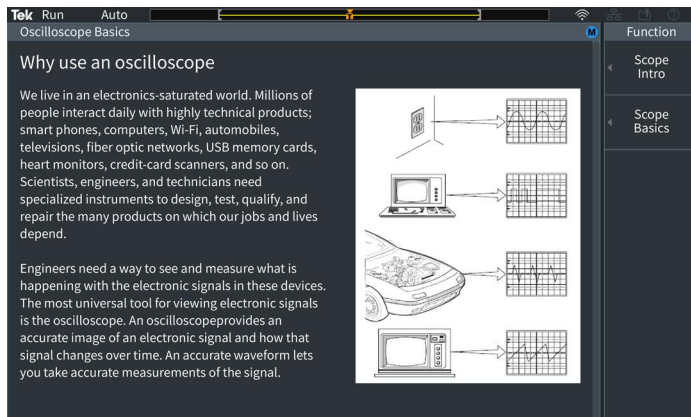 Tek Run Auto
Oscilloscope Basics M Function
Why use an oscilloscope
We live in an electronics-saturated world. Millions of
people interact daily with highly technical products;
smart phones, computers, Wi-Fi, automobiles,
televisions, fiber optic networks, USB memory cards,
heart monitors, credit-card scanners, and so on.
Scientists, engineers, and technicians need
specialized instruments to design, test, qualify, and
repair the many products on which our jobs and lives
depend.
Engineers need a way to see and measure what is
happening with the electronic signals in these devices.
The most universal tool for viewing electronic signals
is the oscilloscope. An oscilloscopeprovides an
accurate image of an electronic signal and how that
signal changes over time. An accurate waveform lets
you take accurate measurements of the signal.
Scope
Intro
Scope
Basics